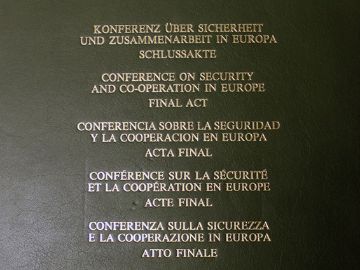 KONFERENZ ÜBER SICHERHEIT
UND ZUSAMMENARBEIT IN EUROPA
SCHLUSSAKTE
CONFERENCE ON SECURITY
AND CO-OPERATION IN EUROPE
FINAL ACT
CONFERENCIA SOBRE LA SEGURIDAD
Y LA COOPERACION EN EUROPA
ACTA FINAL
CONFÉRENCE SUR LA SÉCURITÉ
ET LA COOPÉRATION EN EUROPE
ACTE FINAL
CONFERENZA SULLA SICUREZZA
E LA COOPERAZIONE IN EUROPA
ATTO FINALE